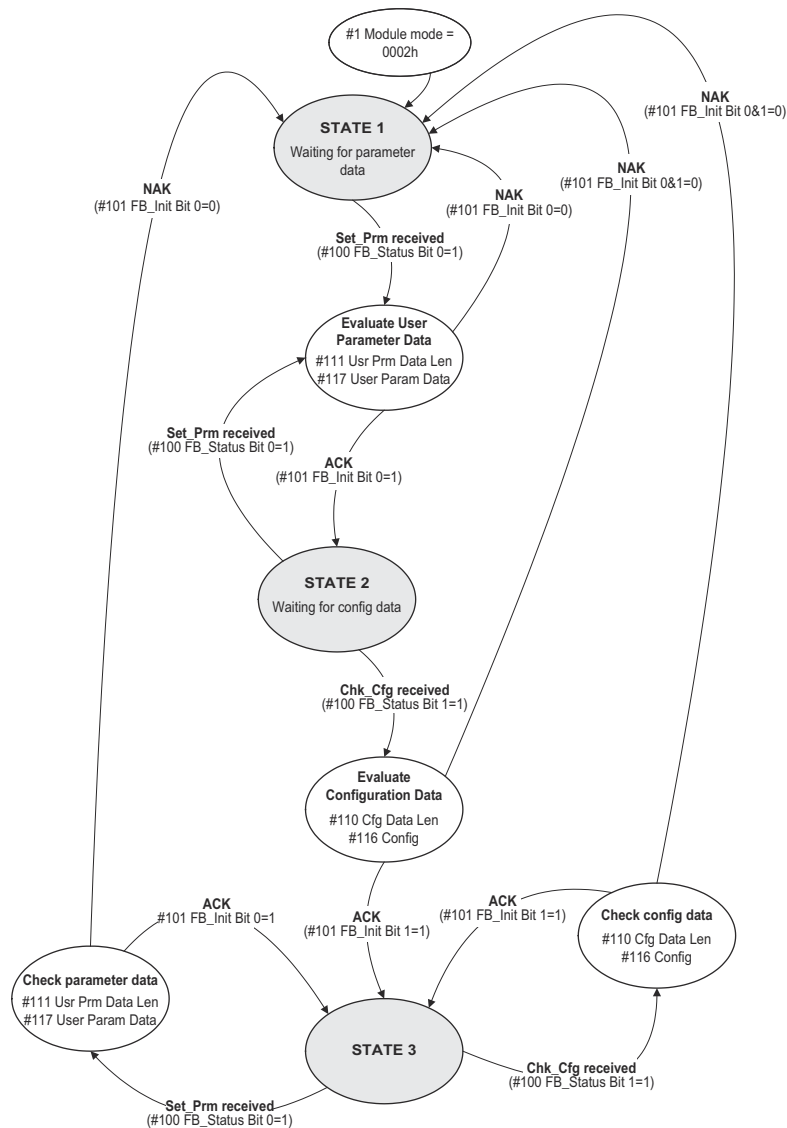 #1 Module mode =
0002h
STATE 1
Waiting for parameter
data
NAK
(#101 FB_Init Bit 0&1=0)
NAK
(#101 FB_Init Bit 0&1=0)
NAK
(#101 FB_Init Bit 0=0)
NAK
(#101 FB_Init Bit 0=0)
Set_Prm received
(#100 FB_Status Bit 0=1)
Evaluate User
Parameter Data
#111 Usr Prm Data Len
#117 User Param Data
Set_Prm received
(#100 FB_Status Bit 0=1)
ACK
(#101 FB_Init Bit 0=1)
STATE 2
Waiting for config data
Chk_Cfg received
(#100 FB_Status Bit 1=1)
Evaluate
Configuration Data
#110 Cfg Data Len
#116 Config
ACK
#101 FB_Init Bit 0=1
ACK
(#101 FB_Init Bit 1=1)
ACK
(#101 FB_Init Bit 1=1)
Check config data
#110 Cfg Data Len
#116 Config
Check parameter data
#111 Usr Prm Data Len
#117 User Param Data
STATE 3
Chk_Cfg received
(#100 FB_Status Bit 1=1)
Set_Prm received
(#100 FB_Status Bit 0=1)